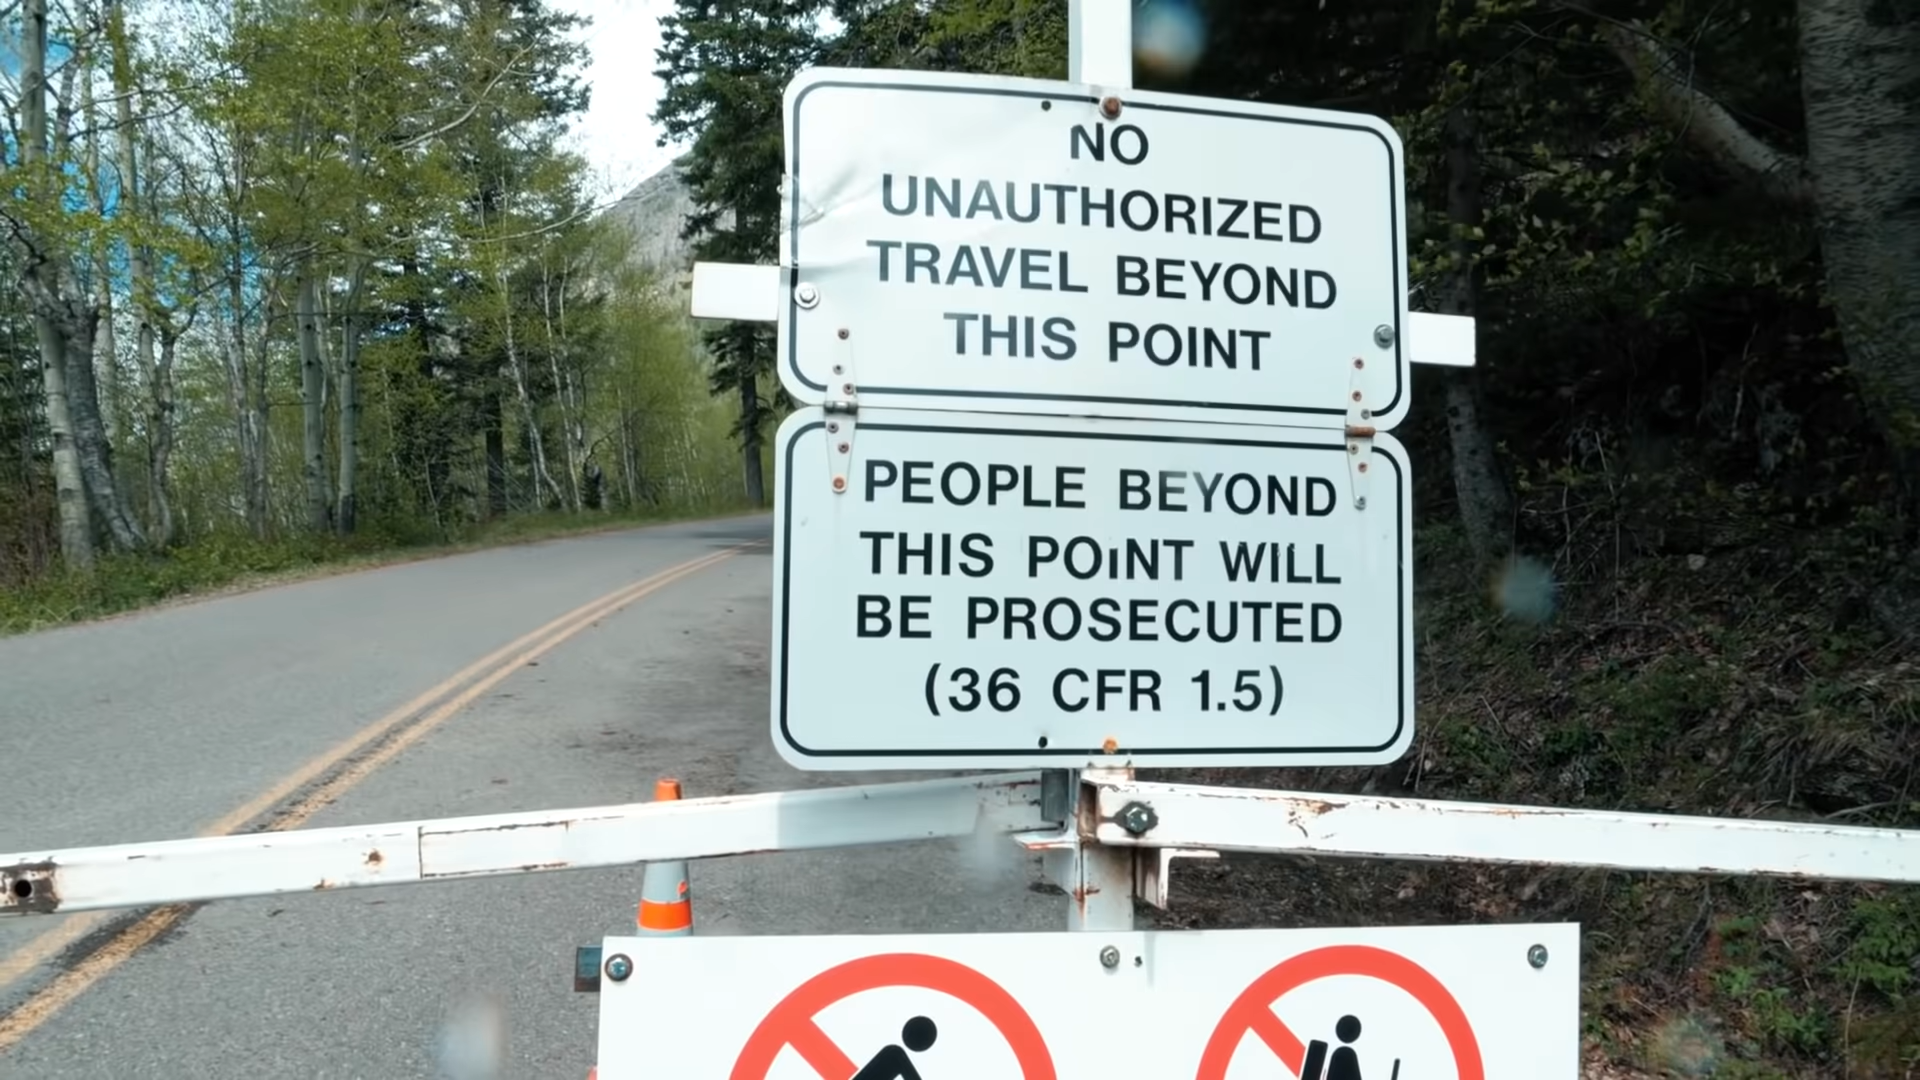 NO
UNAUTHORIZED
TRAVEL BEYOND
THIS POINT
PEOPLE BEYOND
THIS POINT WILL
BE PROSECUTED
(36 CFR 1.5)